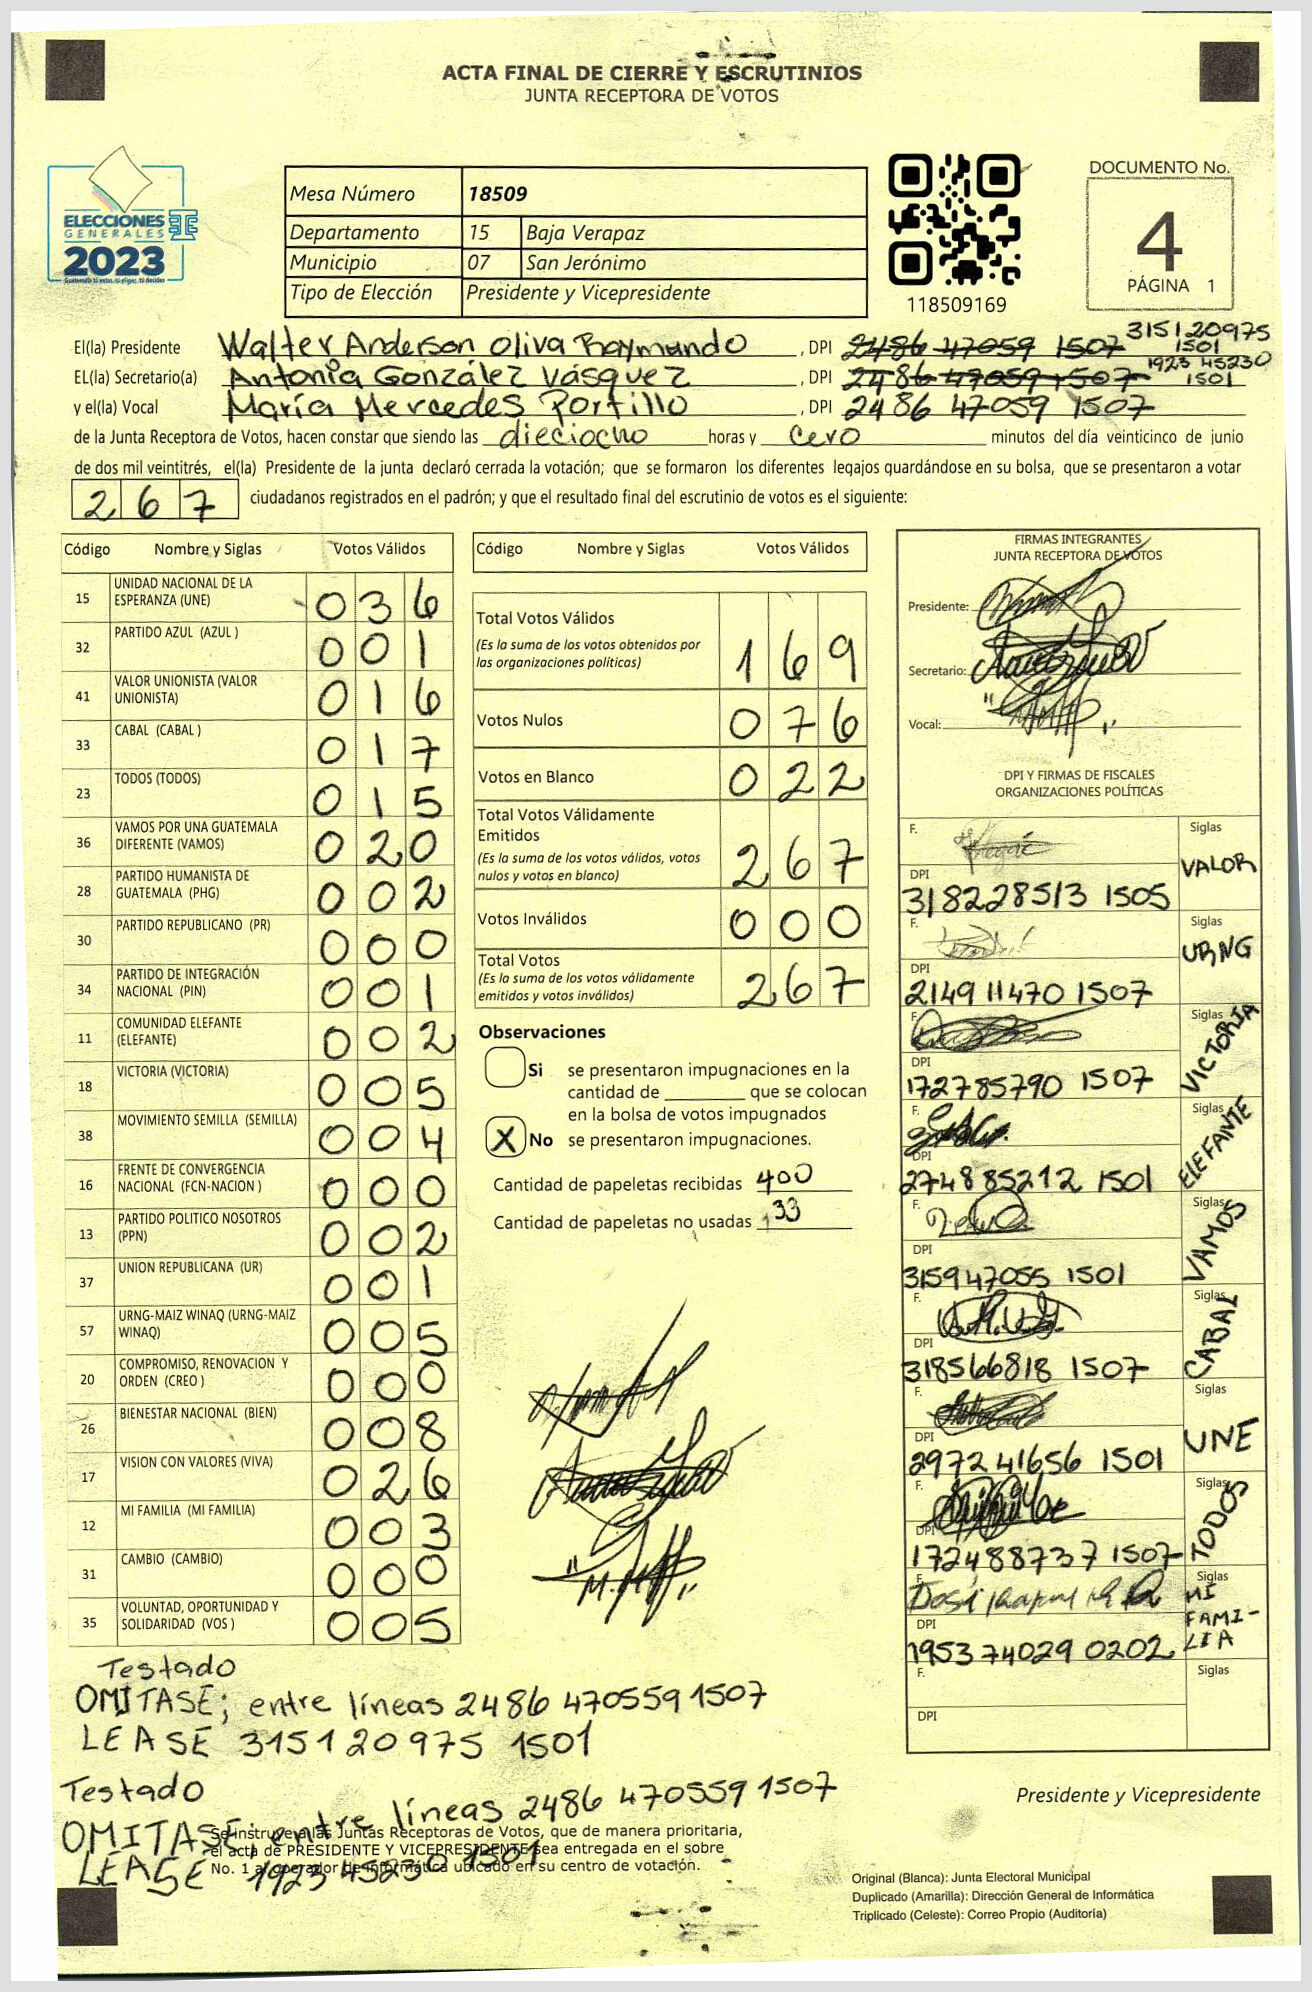 ACTA FINAL DE CIERRE Y ESCRUTINIOS
JUNTA RECEPTORA DE VOTOS
ELECCIONES
GENERALES
2023
Mesa Número 18509
Departamento 15 Baja Verapaz
Municipio 07 San Jerónimo
Tipo de Elección Presidente y Vicepresidente
118509169
DOCUMENTO No.
4
PÁGINA 1
315120975
El(la) Presidente Walter Anderson Oliva Raymundo , DPI 2486 47059 1507 1501
1923 45230
EL(la) Secretario(a) Antonia González Vásquez , DPI 2486 47059 1507 1501
y el(la) Vocal María Mercedes Portillo , DPI 2486 47059 1507
de la Junta Receptora de Votos, hacen constar que siendo las dieciocho horas y cero minutos del día veinticinco de junio
de dos mil veintitrés, el(la) Presidente de la junta declaró cerrada la votación; que se formaron los diferentes legajos quardándose en su bolsa, que se presentaron a votar
267 ciudadanos registrados en el padrón; y que el resultado final del escrutinio de votos es el siguiente:
Código Nombre y Siglas Votos Válidos
15 UNIDAD NACIONAL DE LA ESPERANZA (UNE) 036
32 PARTIDO AZUL (AZUL ) 001
41 VALOR UNIONISTA (VALOR UNIONISTA) 016
33 CABAL (CABAL ) 017
23 TODOS (TODOS) 015
36 VAMOS POR UNA GUATEMALA DIFERENTE (VAMOS) 020
28 PARTIDO HUMANISTA DE GUATEMALA (PHG) 002
30 PARTIDO REPUBLICANO (PR) 000
34 PARTIDO DE INTEGRACIÓN NACIONAL (PIN) 001
11 COMUNIDAD ELEFANTE (ELEFANTE) 002
18 VICTORIA (VICTORIA) 005
38 MOVIMIENTO SEMILLA (SEMILLA) 004
16 FRENTE DE CONVERGENCIA NACIONAL (FCN-NACION ) 000
13 PARTIDO POLITICO NOSOTROS (PPN) 002
37 UNION REPUBLICANA (UR) 001
57 URNG-MAIZ WINAQ (URNG-MAIZ WINAQ) 005
20 COMPROMISO, RENOVACION Y ORDEN (CREO ) 000
26 BIENESTAR NACIONAL (BIEN) 008
17 VISION CON VALORES (VIVA) 026
12 MI FAMILIA (MI FAMILIA) 003
31 CAMBIO (CAMBIO) 000
35 VOLUNTAD, OPORTUNIDAD Y SOLIDARIDAD (VOS ) 005
Código Nombre y Siglas Votos Válidos
Total Votos Válidos
(Es la suma de los votos obtenidos por
las organizaciones políticas) 169
Votos Nulos 076
Votos en Blanco 022
Total Votos Válidamente
Emitidos
(Es la suma de los votos válidos, votos
nulos y votos en blanco) 267
Votos Inválidos 000
Total Votos
(Es la suma de los votos válidamente
emitidos y votos inválidos) 267
Observaciones
Si se presentaron impugnaciones en la
cantidad de ________ que se colocan
en la bolsa de votos impugnados
X No se presentaron impugnaciones.
Cantidad de papeletas recibidas 400
Cantidad de papeletas no usadas 133
FIRMAS INTEGRANTES
JUNTA RECEPTORA DE VOTOS
Presidente:
Secretario:
Vocal:
DPI Y FIRMAS DE FISCALES
ORGANIZACIONES POLÍTICAS
F. Siglas
VALOR
DPI
318228513 1505
F. Siglas
URNG
DPI
214911470 1507
F. Siglas
VICTORIA
DPI
172785790 1507
F. Siglas
ELEFANTE
DPI
274885212 1501
F. Siglas
VAMOS
DPI
315947055 1501
F. Siglas
CABAL
DPI
318566818 1507
F. Siglas
UNE
DPI
297241656 1501
F. Siglas
TODOS
DPI
172488737 1507
F. Siglas
MI
FAMI-
LIA
DPI
195374029 0202
F. Siglas
DPI
Testado
OMITASE; entre líneas 2486 470559 1507
LEASE 315120975 1501
Testado
OMITASE; entre líneas 2486 470559 1507
LEASE 1923 45230 1501
Se instruye a las Juntas Receptoras de Votos, que de manera prioritaria,
el acta de PRESIDENTE Y VICEPRESIDENTE sea entregada en el sobre
No. 1 al operador de informática ubicado en su centro de votación.
Presidente y Vicepresidente
Original (Blanca): Junta Electoral Municipal
Duplicado (Amarilla): Dirección General de Informática
Triplicado (Celeste): Correo Propio (Auditoría)